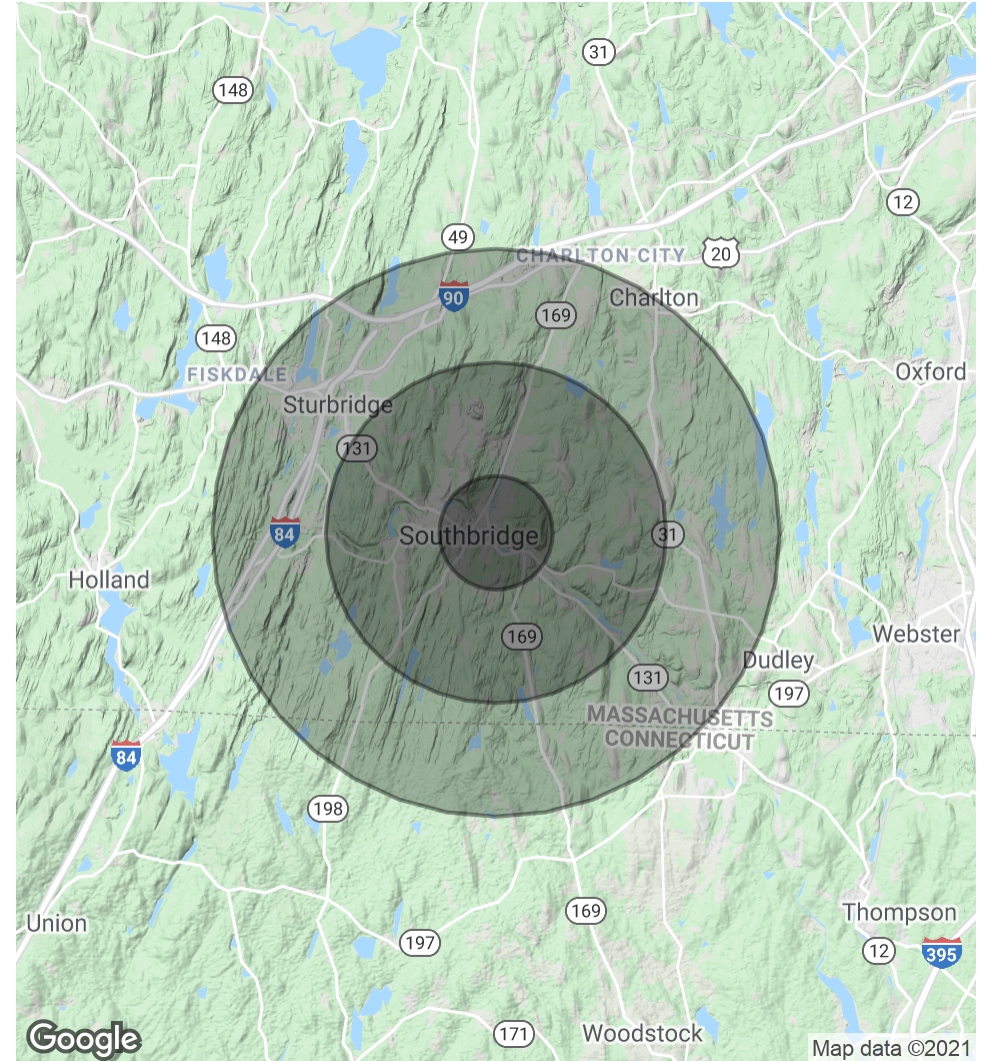 31
148
12
49
CHARLTON CITY
20
90
Charlton
169
148
FISKDALE
Oxford
Sturbridge
131
84
Southbridge
31
Holland
169
Webster
Dudley
131
197
MASSACHUSETTS
CONNECTICUT
84
198
169
Union
197
Thompson
12
395
171
Woodstock
Google
Map data ©2021